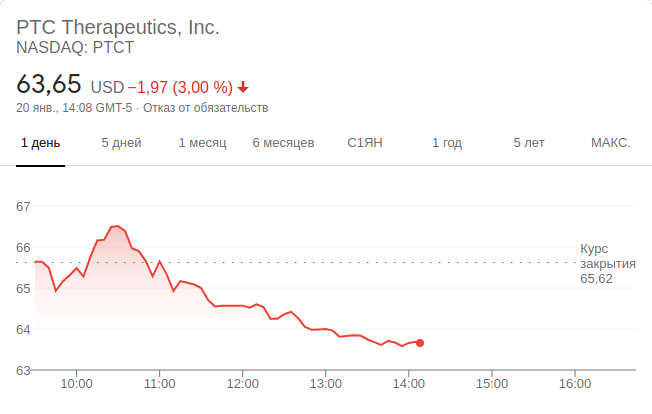 PTC Therapeutics, Inc.
NASDAQ: PTCT
63,65 USD −1,97 (3,00 %)
20 янв., 14:08 GMT-5 · Отказ от обязательств
1 день 5 дней 1 месяц 6 месяцев С1ЯН 1 год 5 лет МАКС.
67
66
Курс
закрытия
65,62
65
64
63
10:00 11:00 12:00 13:00 14:00 15:00 16:00